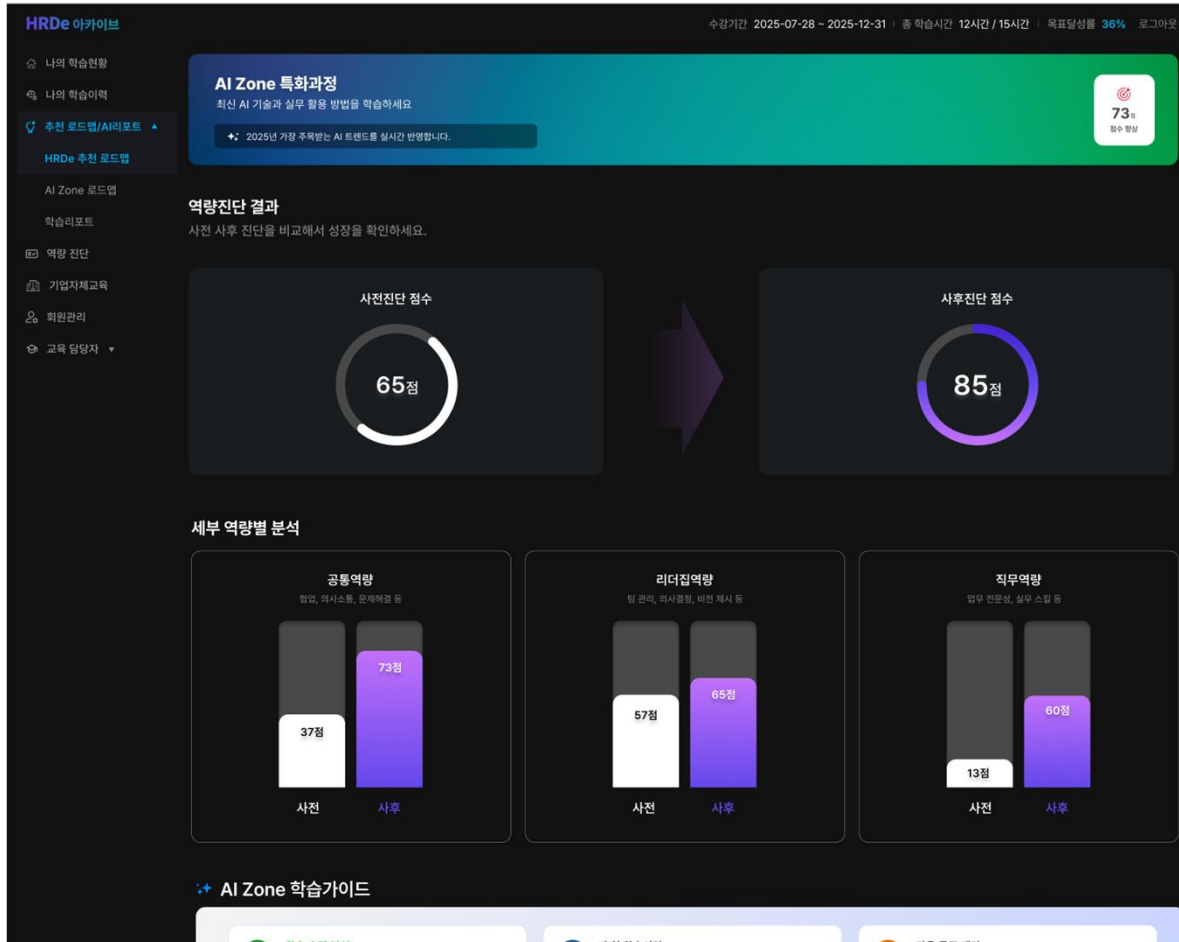 HRDe 아카이브
수강기간 2025-07-28 ~ 2025-12-31 총 학습시간 12시간 / 15시간 목표달성률 36% 로그아웃
나의 학습현황
나의 학습이력
추천 로드맵/AI리포트 ▲
HRDe 추천 로드맵
AI Zone 로드맵
학습리포트
역량 진단
기업자체교육
회원관리
교육 담당자 ▼
AI Zone 특화과정
최신 AI 기술과 실무 활용 방법을 학습하세요
2025년 가장 주목받는 AI 트렌드를 실시간 반영합니다.
73
점수 향상
역량진단 결과
사전 사후 진단을 비교해서 성장을 확인하세요.
사전진단 점수
65점
사후진단 점수
85점
세부 역량별 분석
공통역량
협업, 의사소통, 문제해결 등
37점
73점
사전 사후
리더집역량
팀 관리, 의사결정, 비전 제시 등
57점
65점
사전 사후
직무역량
업무 전문성, 실무 스킬 등
13점
60점
사전 사후
AI Zone 학습가이드